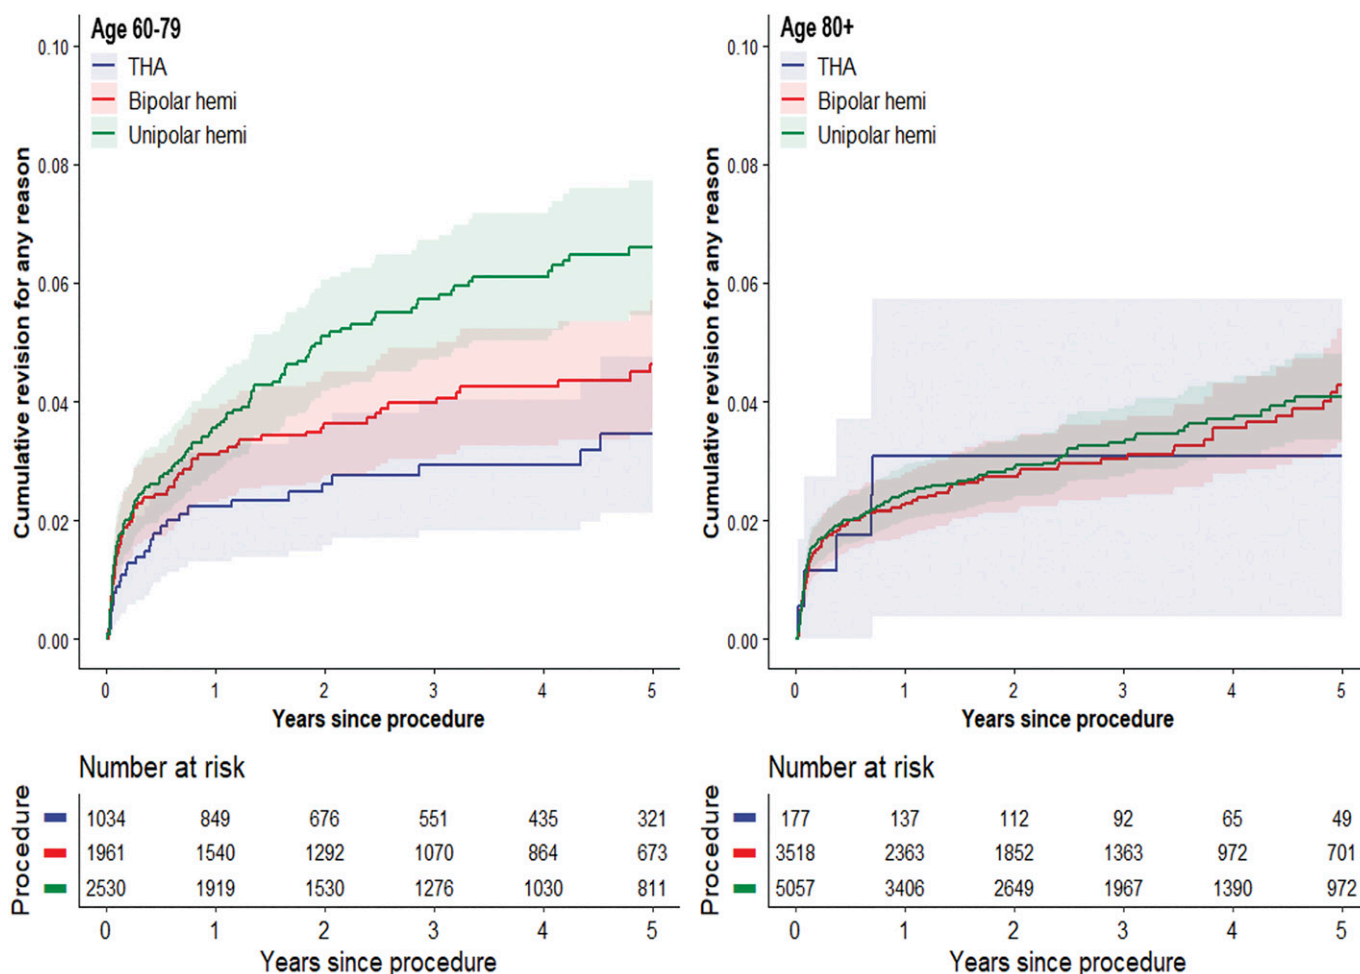 Age 60-79
THA
Bipolar hemi
Unipolar hemi
Cumulative revision for any reason
0.10
0.08
0.06
0.04
0.02
0.00
0 1 2 3 4 5
Years since procedure
Number at risk
Procedure
1034 849 676 551 435 321
1961 1540 1292 1070 864 673
2530 1919 1530 1276 1030 811
0 1 2 3 4 5
Years since procedure
Age 80+
THA
Bipolar hemi
Unipolar hemi
Cumulative revision for any reason
0.10
0.08
0.06
0.04
0.02
0.00
0 1 2 3 4 5
Years since procedure
Number at risk
Procedure
177 137 112 92 65 49
3518 2363 1852 1363 972 701
5057 3406 2649 1967 1390 972
0 1 2 3 4 5
Years since procedure